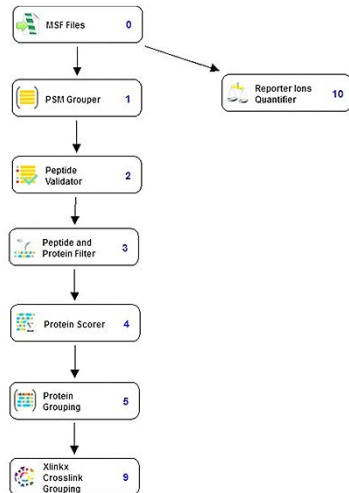 MSF Files 0
PSM Grouper 1
Reporter Ions
Quantifier 10
Peptide
Validator 2
Peptide and
Protein Filter 3
Protein Scorer 4
Protein
Grouping 5
Xlinkx
Crosslink 9
Grouping